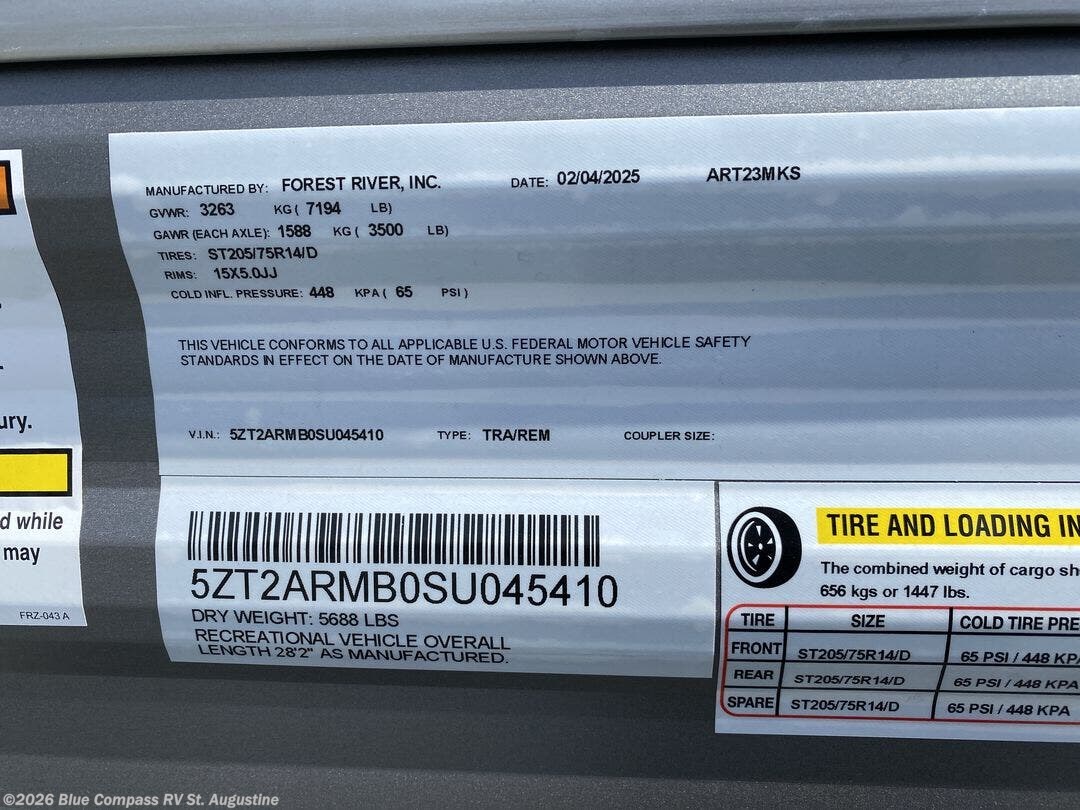 MANUFACTURED BY: FOREST RIVER, INC. DATE: 02/04/2025 ART23MKS
GVWR: 3263 KG ( 7194 LB)
GAWR (EACH AXLE): 1588 KG ( 3500 LB)
TIRES: ST205/75R14/D
RIMS: 15X5.0JJ
COLD INFL. PRESSURE: 448 KPA ( 65 PSI )
THIS VEHICLE CONFORMS TO ALL APPLICABLE U.S. FEDERAL MOTOR VEHICLE SAFETY
STANDARDS IN EFFECT ON THE DATE OF MANUFACTURE SHOWN ABOVE.
V.I.N.: 5ZT2ARMB0SU045410 TYPE: TRA/REM COUPLER SIZE:
ury.
d while
may
FRZ-043 A
5ZT2ARMB0SU045410
DRY WEIGHT: 5688 LBS
RECREATIONAL VEHICLE OVERALL
LENGTH 28'2" AS MANUFACTURED.
TIRE AND LOADING IN
The combined weight of cargo sh
656 kgs or 1447 lbs.
TIRE SIZE COLD TIRE PRE
FRONT ST205/75R14/D 65 PSI / 448 KPA
REAR ST205/75R14/D 65 PSI / 448 KPA
SPARE ST205/75R14/D 65 PSI / 448 KPA
©2026 Blue Compass RV St. Augustine